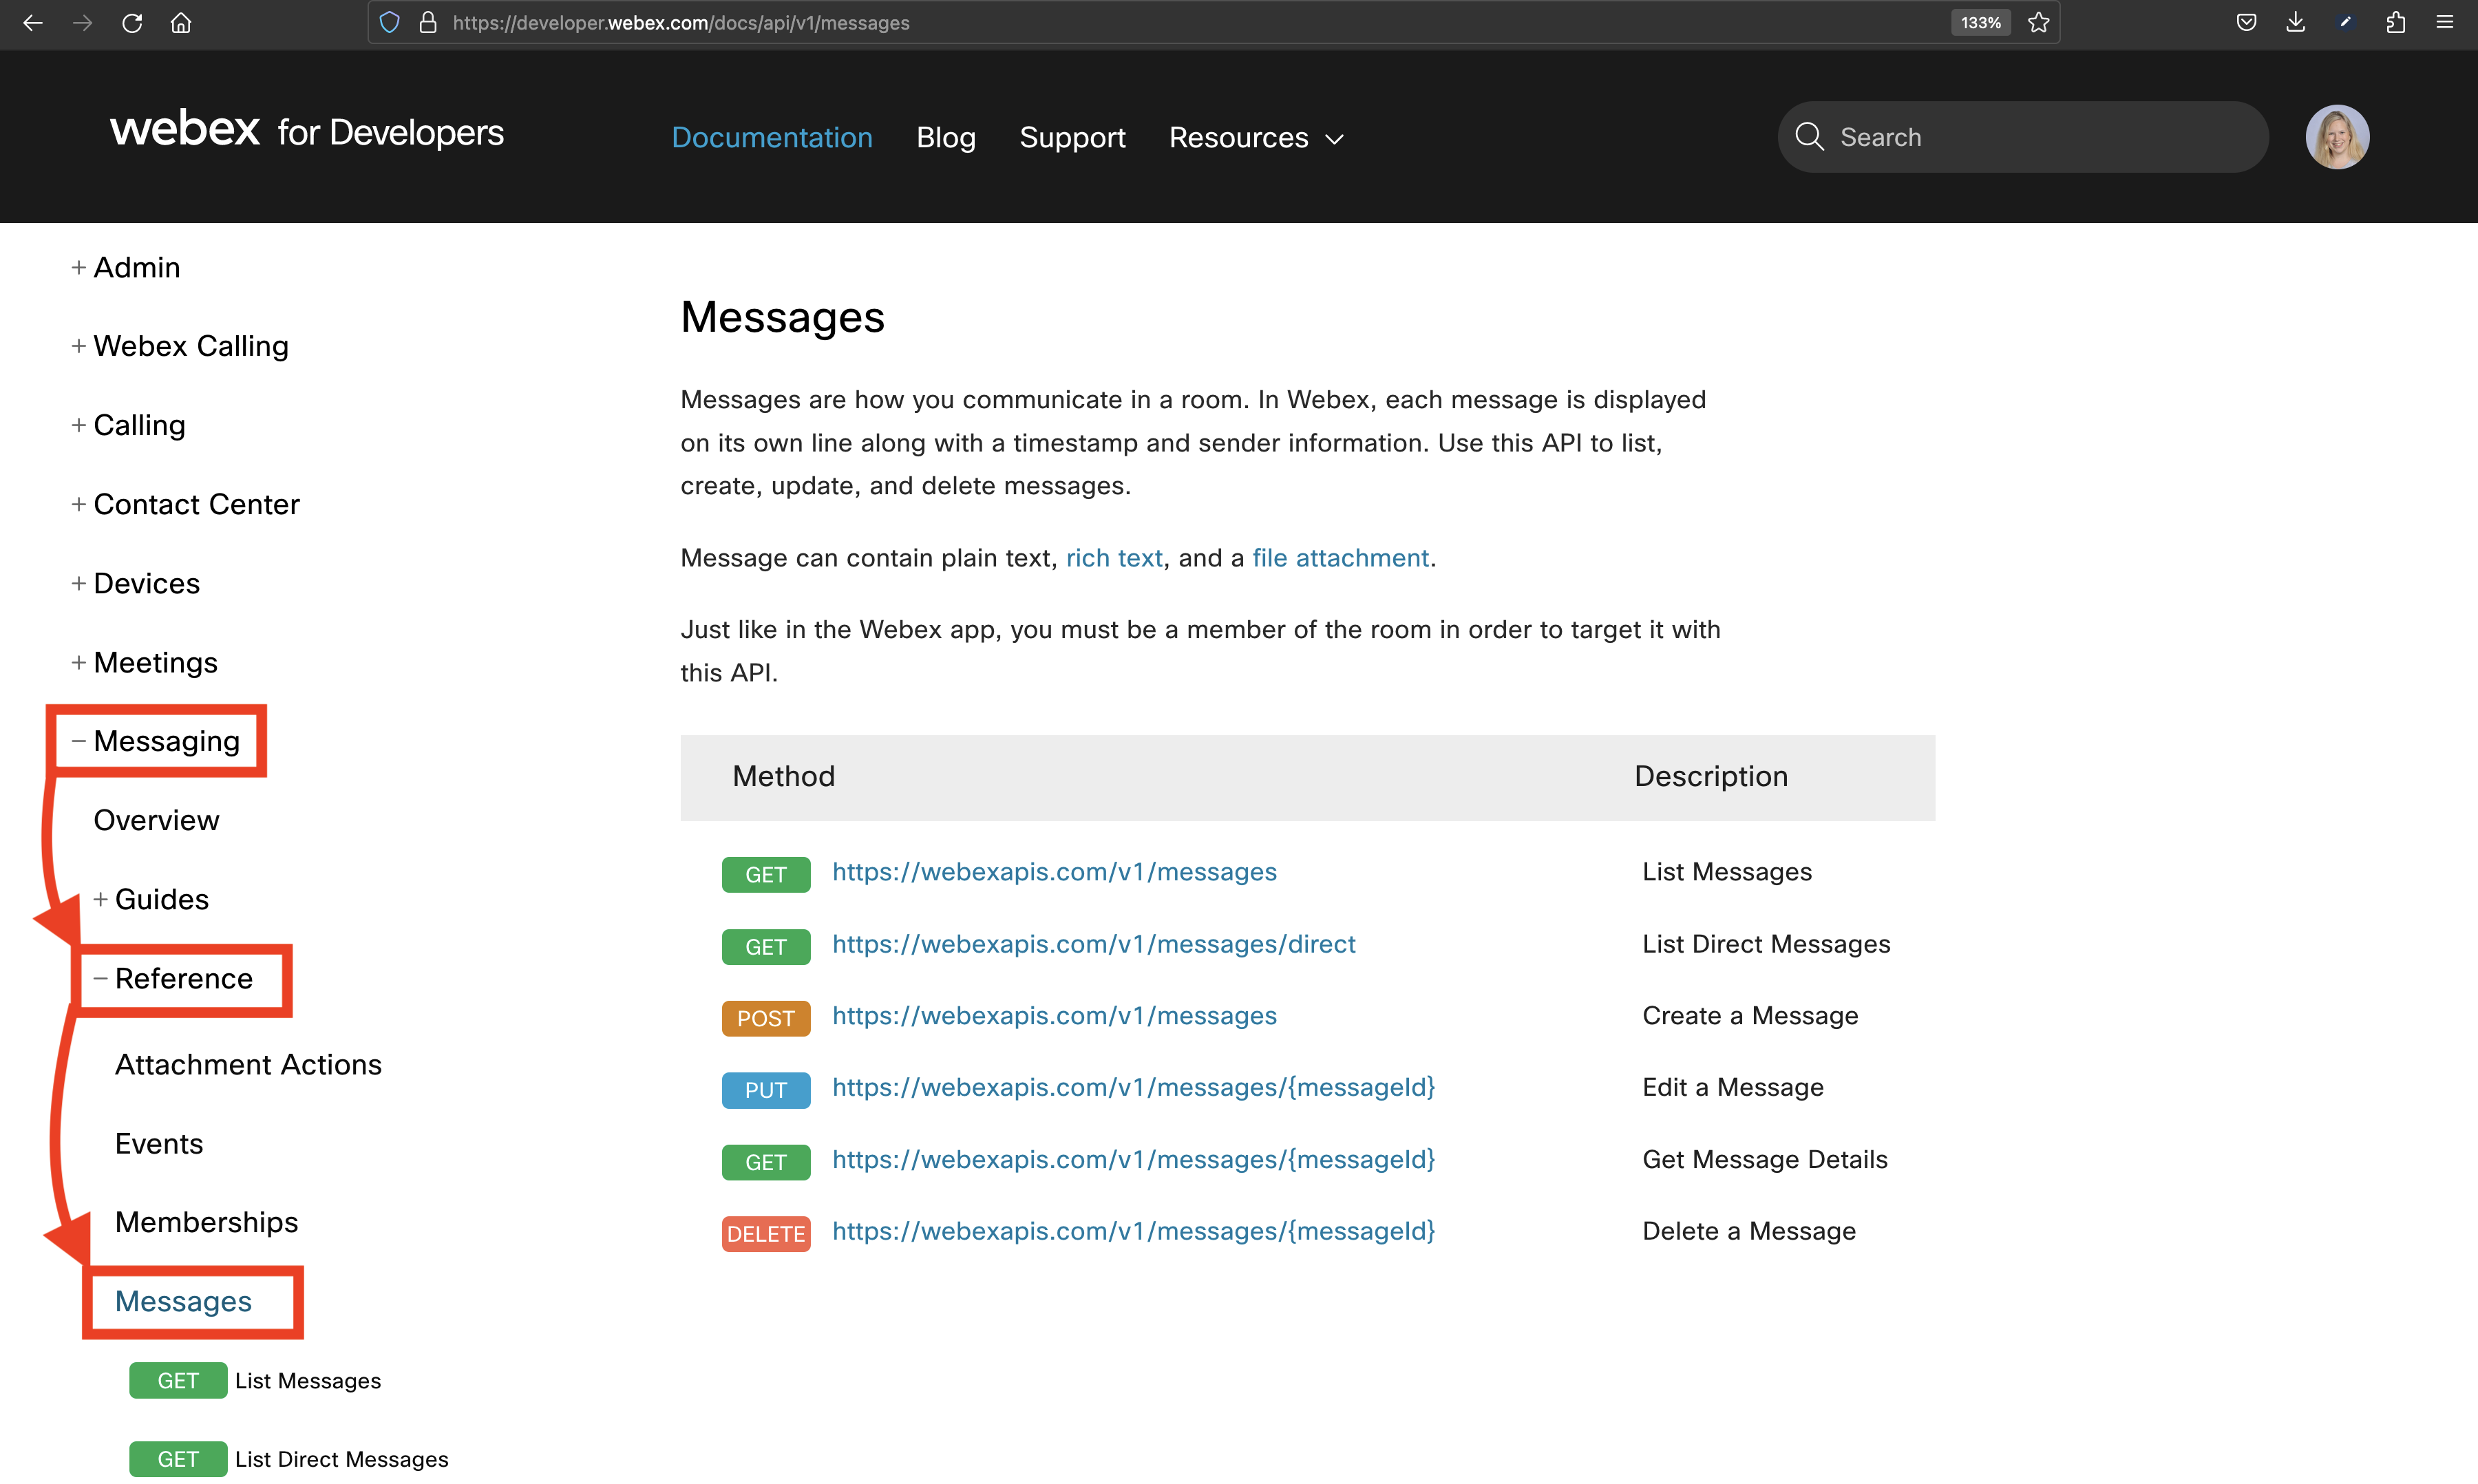 https://developer.webex.com/docs/api/v1/messages
133%
webex for Developers
Documentation
Blog
Support
Resources
Search
+ Admin
+ Webex Calling
+ Calling
+ Contact Center
+ Devices
+ Meetings
− Messaging
Overview
+ Guides
− Reference
Attachment Actions
Events
Memberships
Messages
GET List Messages
GET List Direct Messages
Messages
Messages are how you communicate in a room. In Webex, each message is displayed
on its own line along with a timestamp and sender information. Use this API to list,
create, update, and delete messages.
Message can contain plain text, rich text, and a file attachment.
Just like in the Webex app, you must be a member of the room in order to target it with
this API.
Method Description
GET https://webexapis.com/v1/messages List Messages
GET https://webexapis.com/v1/messages/direct List Direct Messages
POST https://webexapis.com/v1/messages Create a Message
PUT https://webexapis.com/v1/messages/{messageId} Edit a Message
GET https://webexapis.com/v1/messages/{messageId} Get Message Details
DELETE https://webexapis.com/v1/messages/{messageId} Delete a Message